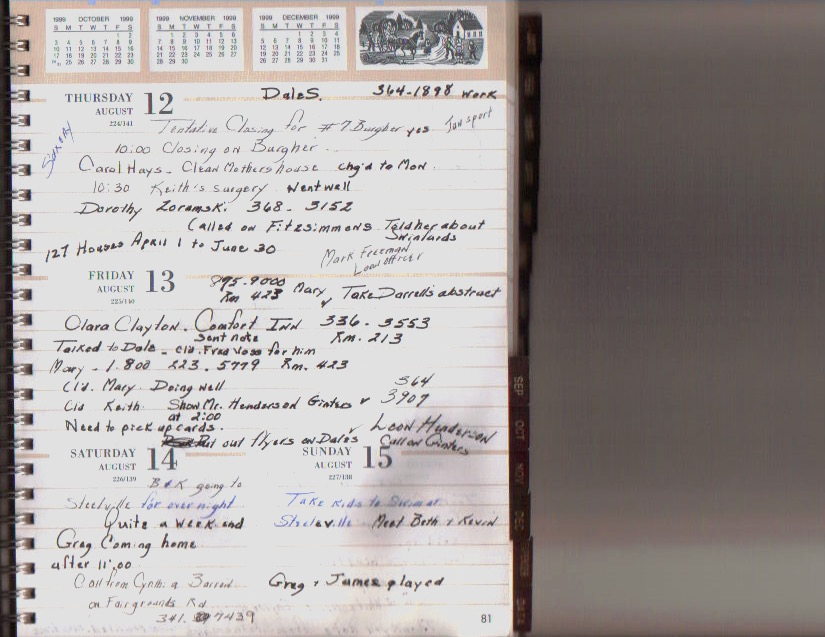 1999 OCTOBER 1999
S M T W T F S
1 2
3 4 5 6 7 8 9
10 11 12 13 14 15 16
17 18 19 20 21 22 23
24/31 25 26 27 28 29 30
1999 NOVEMBER 1999
S M T W T F S
1 2 3 4 5 6
7 8 9 10 11 12 13
14 15 16 17 18 19 20
21 22 23 24 25 26 27
28 29 30
1999 DECEMBER 1999
S M T W T F S
1 2 3 4
5 6 7 8 9 10 11
12 13 14 15 16 17 18
19 20 21 22 23 24 25
26 27 28 29 30 31
THURSDAY 12
AUGUST
224/141
Dale S. 364-1898 work
Tentative Closing for #7 Burgher yes Jan sport
10:00 Closing on Burgher
Carol Hays - Clean Mothers house chg'd to Mon.
10:30 Keith's surgery Went well
Dorothy Zoramski 368-3152
Called on Fitzsimmons Told her about
127 Houses April 1 to June 30
Mark Freeman
Loan officer
FRIDAY 13
AUGUST
225/140
895-9000
Rm 423 Mary Take Darrell's abstract
Clara Clayton - Comfort INN 336-3553
Sent note Rm. 213
Talked to Dale - Cld. Fred Voss for him
Mary - 1-800 223-5779 Rm. 423
Cld. Mary. Doing well
364
3907
Cld Keith. Show Mr. Henderson Ginters
at 2:00
Need to pick up cards.
Leon Henderson
Call on Ginters
Put out flyers on Dales
SATURDAY 14
AUGUST
226/139
B & K going to
Steelville for over night
Quite a week end
Greg Coming home
after 11:00
Call from Cynthia
on Fairgrounds Rd
341-7439
SUNDAY 15
AUGUST
227/138
Take kids to Swim at
Steeleville Meet Beth + Kevin
Greg + James played
81
SEP
OCT
NOV
DEC
DATA